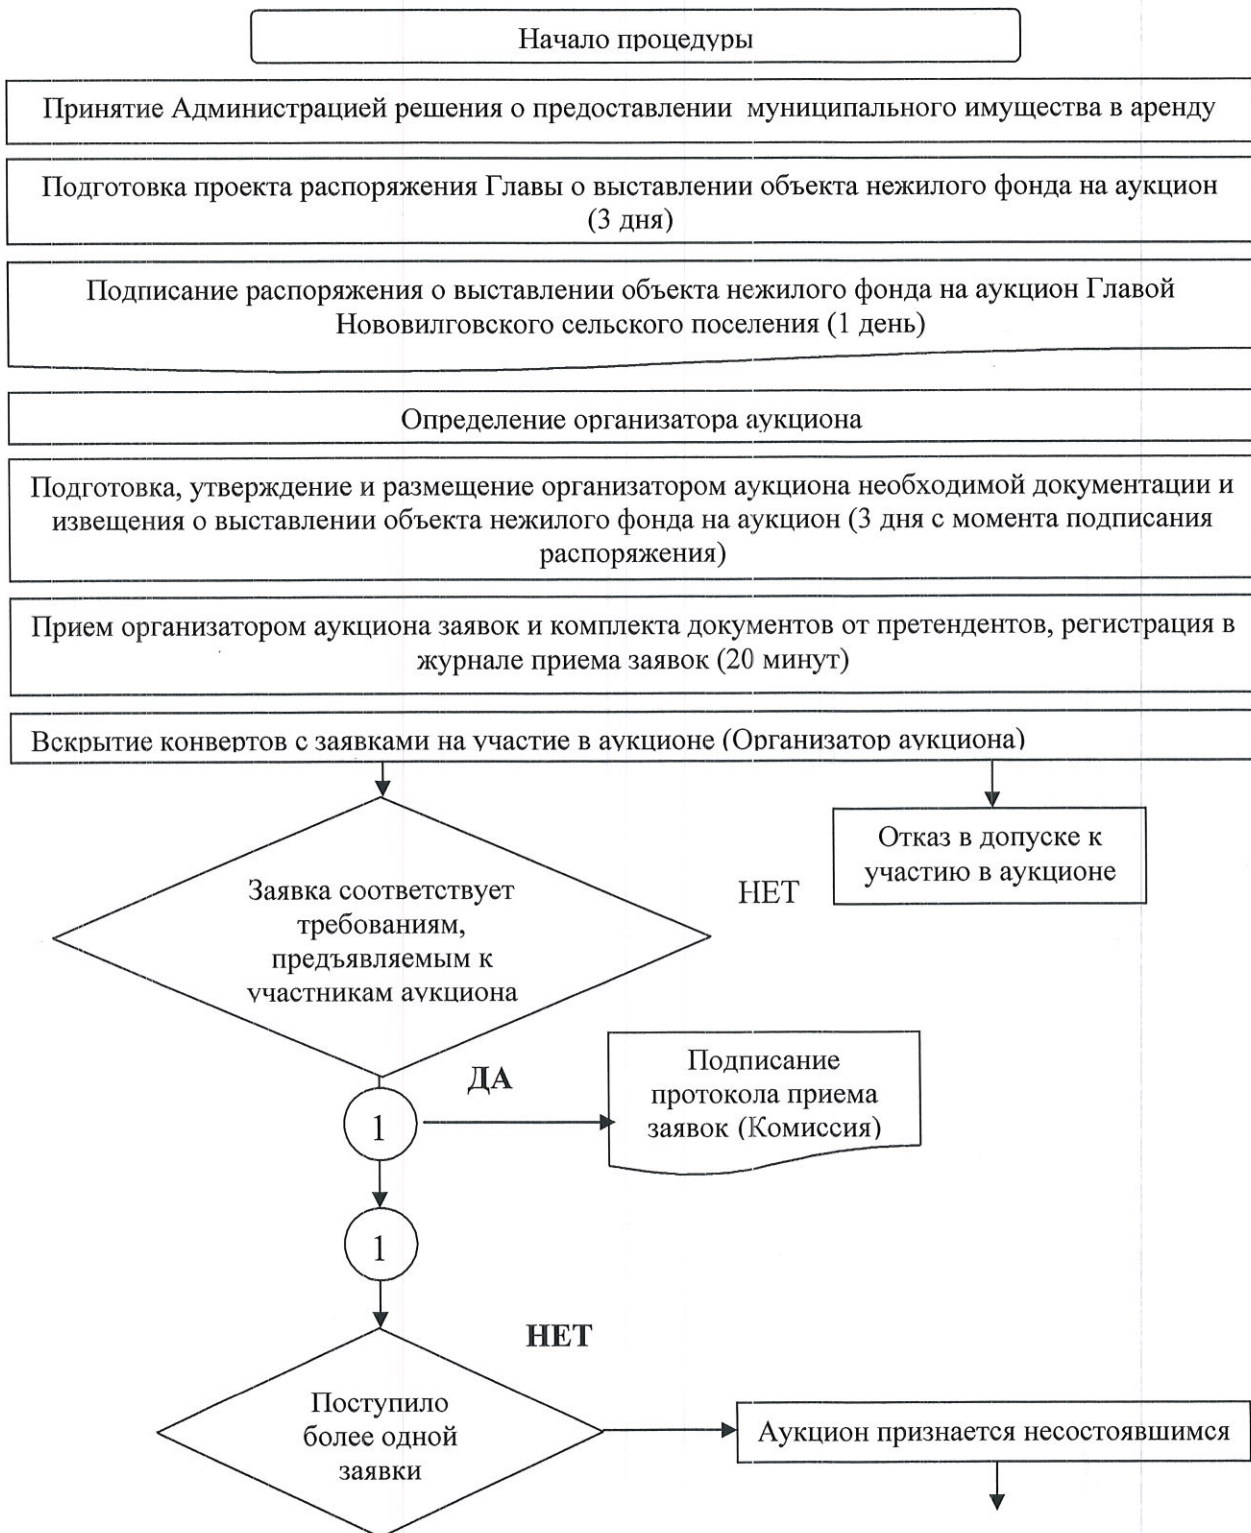 Начало процедуры
Принятие Администрацией решения о предоставлении муниципального имущества в аренду
Подготовка проекта распоряжения Главы о выставлении объекта нежилого фонда на аукцион
(3 дня)
Подписание распоряжения о выставлении объекта нежилого фонда на аукцион Главой
Нововилговского сельского поселения (1 день)
Определение организатора аукциона
Подготовка, утверждение и размещение организатором аукциона необходимой документации и
извещения о выставлении объекта нежилого фонда на аукцион (3 дня с момента подписания
распоряжения)
Прием организатором аукциона заявок и комплекта документов от претендентов, регистрация в
журнале приема заявок (20 минут)
Вскрытие конвертов с заявками на участие в аукционе (Организатор аукциона)
Отказ в допуске к
участию в аукционе
НЕТ
Заявка соответствует
требованиям,
предъявляемым к
участникам аукциона
ДА
Подписание
протокола приема
заявок (Комиссия)
1
1
НЕТ
Поступило
более одной
заявки
Аукцион признается несостоявшимся